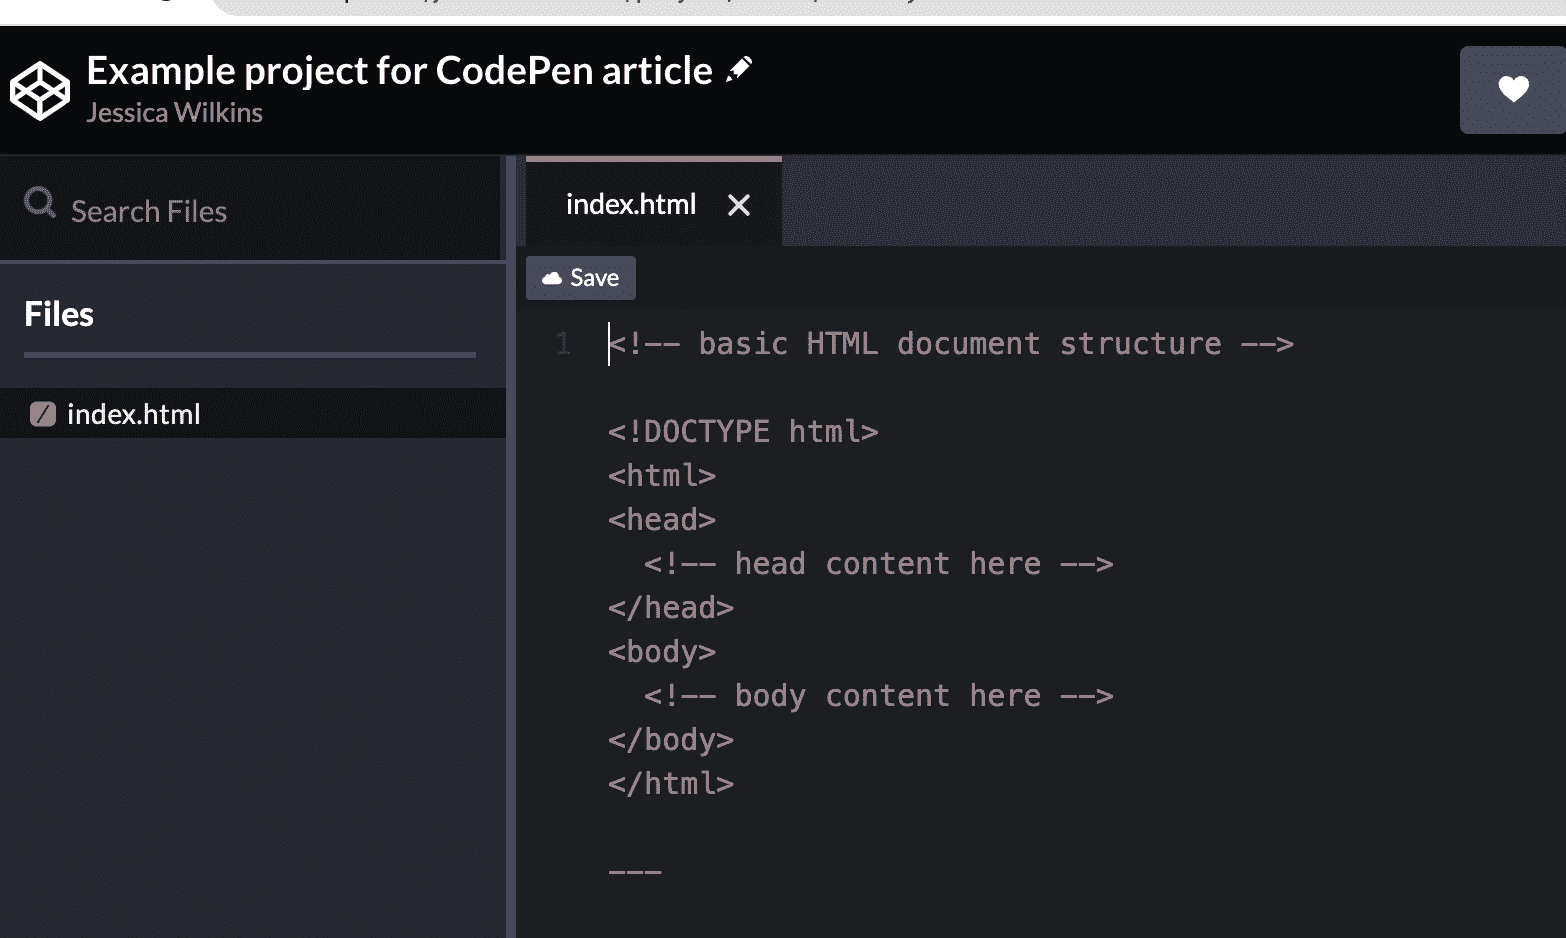 Example project for CodePen article
Jessica Wilkins
Search Files
index.html
Save
Files
index.html
1 <!-- basic HTML document structure -->
<!DOCTYPE html>
<html>
<head>
<!-- head content here -->
</head>
<body>
<!-- body content here -->
</body>
</html>
---